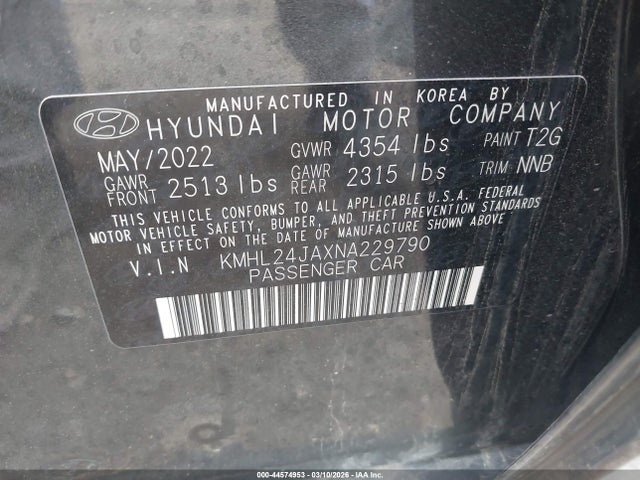 MANUFACTURED IN KOREA BY
HYUNDAI MOTOR COMPANY
MAY/2022 GVWR 4354 lbs PAINT T2G
GAWR FRONT 2513 lbs GAWR REAR 2315 lbs TRIM NNB
THIS VEHICLE CONFORMS TO ALL APPLICABLE U.S.A. FEDERAL
MOTOR VEHICLE SAFETY, BUMPER, AND THEFT PREVENTION STANDARDS
IN EFFECT ON THE DATE OF MANUFACTURE SHOWN ABOVE
V.I.N KMHL24JAXNA229790
PASSENGER CAR
000-44574953 - 03/10/2026 - COPART